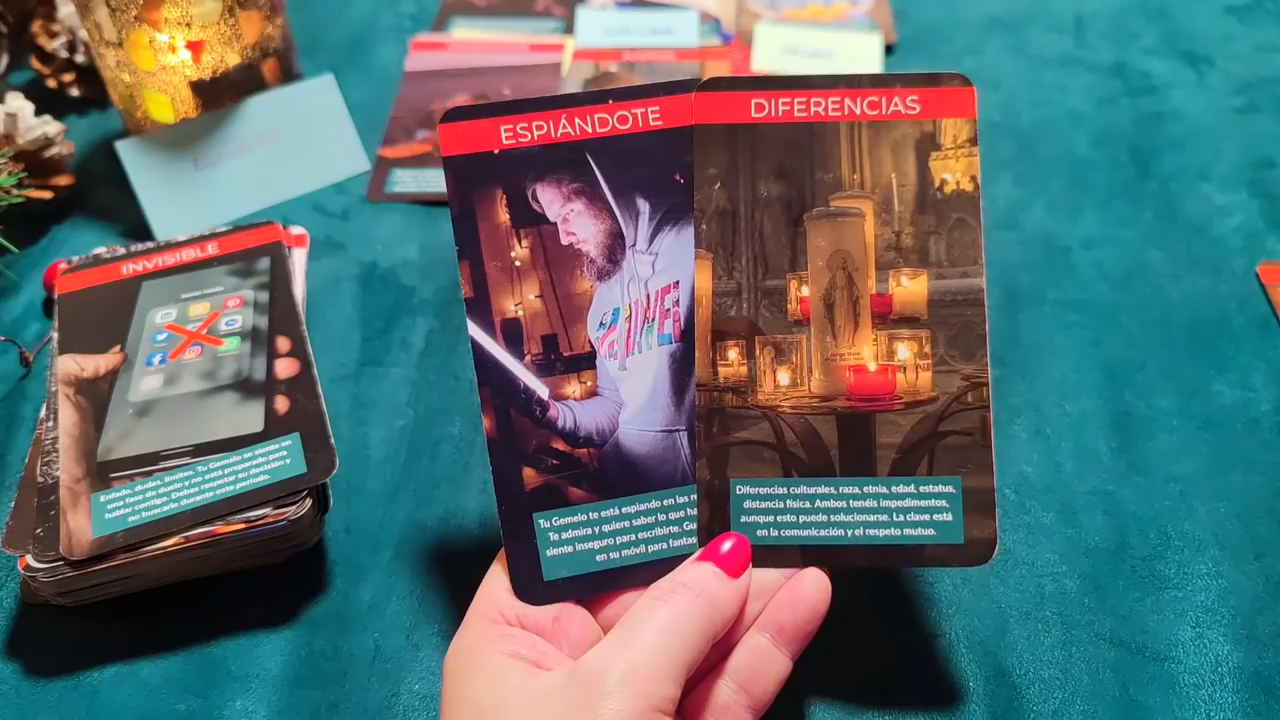 ESPIÁNDOTE
Tu Gemelo te está espiando en las
Te admira y quiere saber lo que
siente inseguro para escribirte.
en su móvil para
DIFERENCIAS
Diferencias culturales, raza, etnia, edad, estatus,
distancia física. Ambos tenéis impedimentos,
aunque esto puede solucionarse. La clave está
en la comunicación y el respeto mutuo.
INVISIBLE
Enfado, dudas, límites. Tu Gemelo se siente en
una fase de duelo y no está preparado para
hablar contigo. Debes respetar su decisión y
no buscarle durante este periodo.